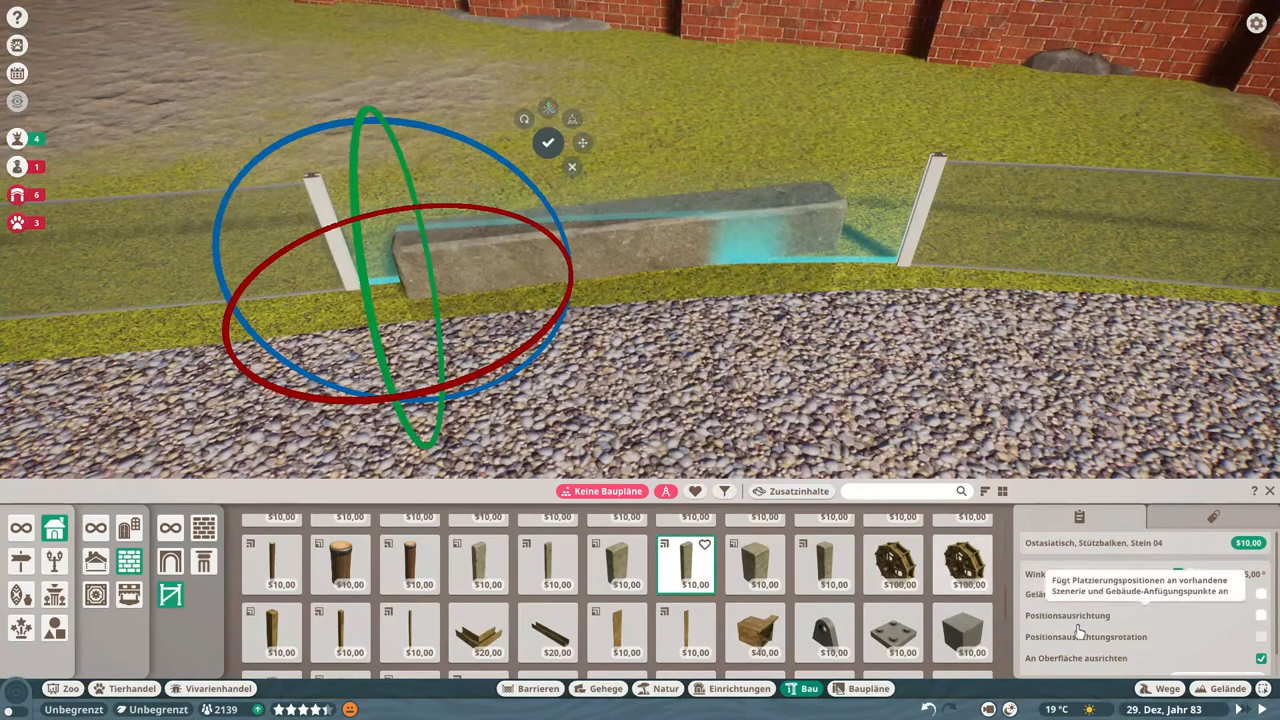 ?
4
1
6
3
Keine Baupläne
Zusatzinhalte
? ×
$10,00 $10,00 $10,00 $10,00 $10,00 $10,00 $10,00 $10,00 $10,00 $10,00 $10,00
$10,00 $10,00 $10,00 $10,00 $10,00 $10,00 $10,00 $10,00 $10,00 $100,00 $100,00
$10,00 $10,00 $10,00 $20,00 $20,00 $10,00 $10,00 $40,00 $10,00 $10,00 $10,00
Ostasiatisch, Stützbalken, Stein 04 $10,00
Fügt Platzierungspositionen an vorhandene
Szenerie und Gebäude-Anfügungspunkte an
Positionsausrichtung
An Oberfläche ausrichten
Zoo Tierhandel Vivarienhandel Barrieren Gehege Natur Einrichtungen Bau Baupläne Wege Gelände
Unbegrenzt Unbegrenzt 2139 19 °C 29. Dez, Jahr 83